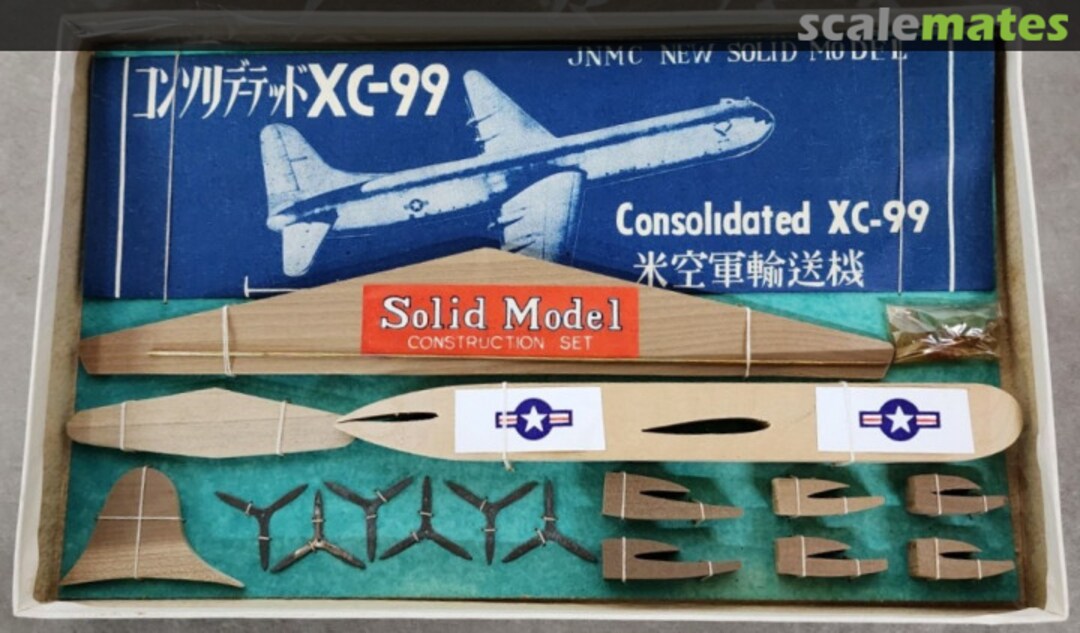 scalemates
JNMC NEW SOLID MODEL
コンソリデーテッドXC-99
Consolidated XC-99
米空軍輸送機
Solid Model
CONSTRUCTION SET